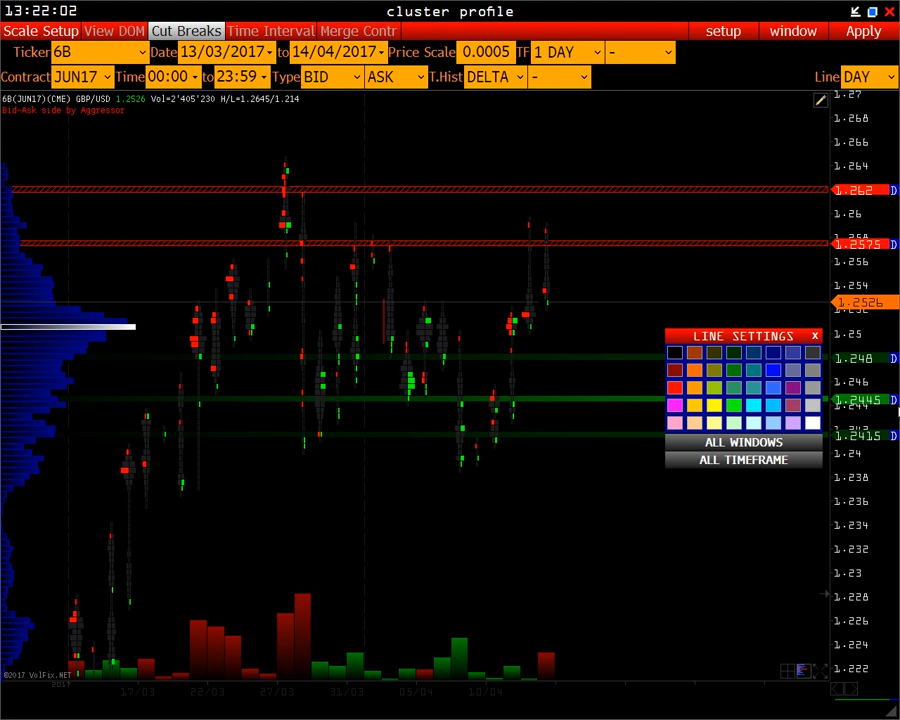 13:22:02 cluster profile
Scale Setup View DOM Cut Breaks Time Interval Merge Contr setup window Apply
Ticker 6B Date 13/03/2017 to 14/04/2017 Price Scale 0.0005 TF 1 DAY -
Contract JUN17 Time 00:00 to 23:59 Type BID ASK T.Hist DELTA - Line DAY
1.27
6B(JUN17)(CME) GBP/USD 1.2526 Vol=2'405'230 H/L=1.2645/1.214
Bid-Ask side by Aggressor
1.268
1.266
1.264
1.262 D
1.26
1.2575 D
1.256
1.254
1.2526
1.25
LINE SETTINGS x
1.248 D
1.246
1.2445 D
1.2415 D
ALL WINDOWS
1.24
ALL TIMEFRAME
1.238
1.236
1.234
1.232
1.23
1.228
1.226
1.224
1.222
©2017 VolFix.NET
2017 17/03 22/03 27/03 31/03 05/04 10/04